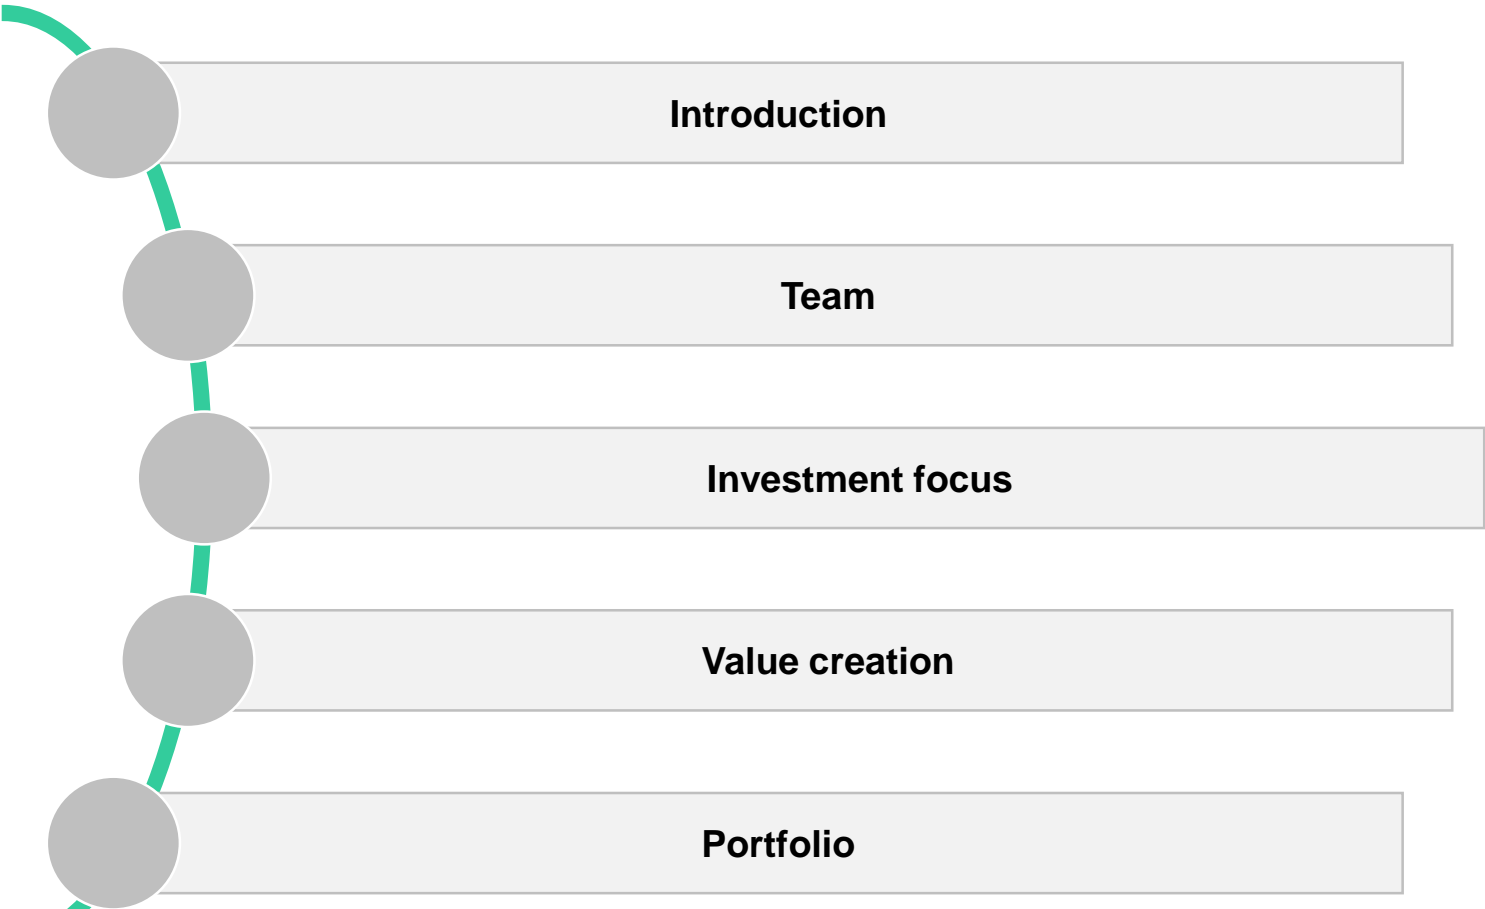 Introduction
Team
Investment focus
Value creation
Portfolio